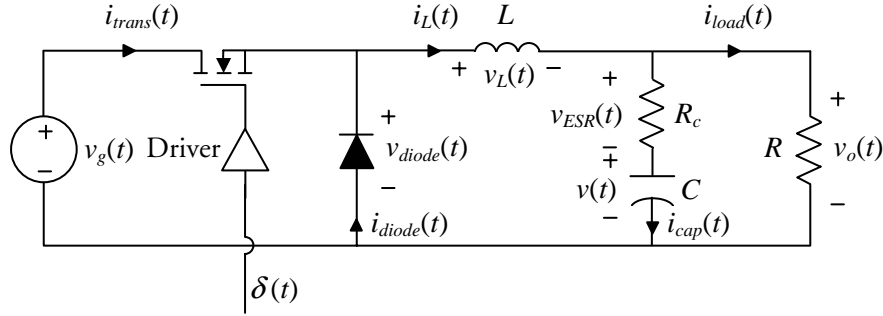 i_trans(t)
i_L(t)
L
i_load(t)
+ v_L(t) −
+
v_g(t)
−
Driver
+
v_diode(t)
−
+
v_ESR(t)
−
R_c
+
v(t)
−
C
R
+
v_o(t)
−
i_diode(t)
i_cap(t)
δ(t)